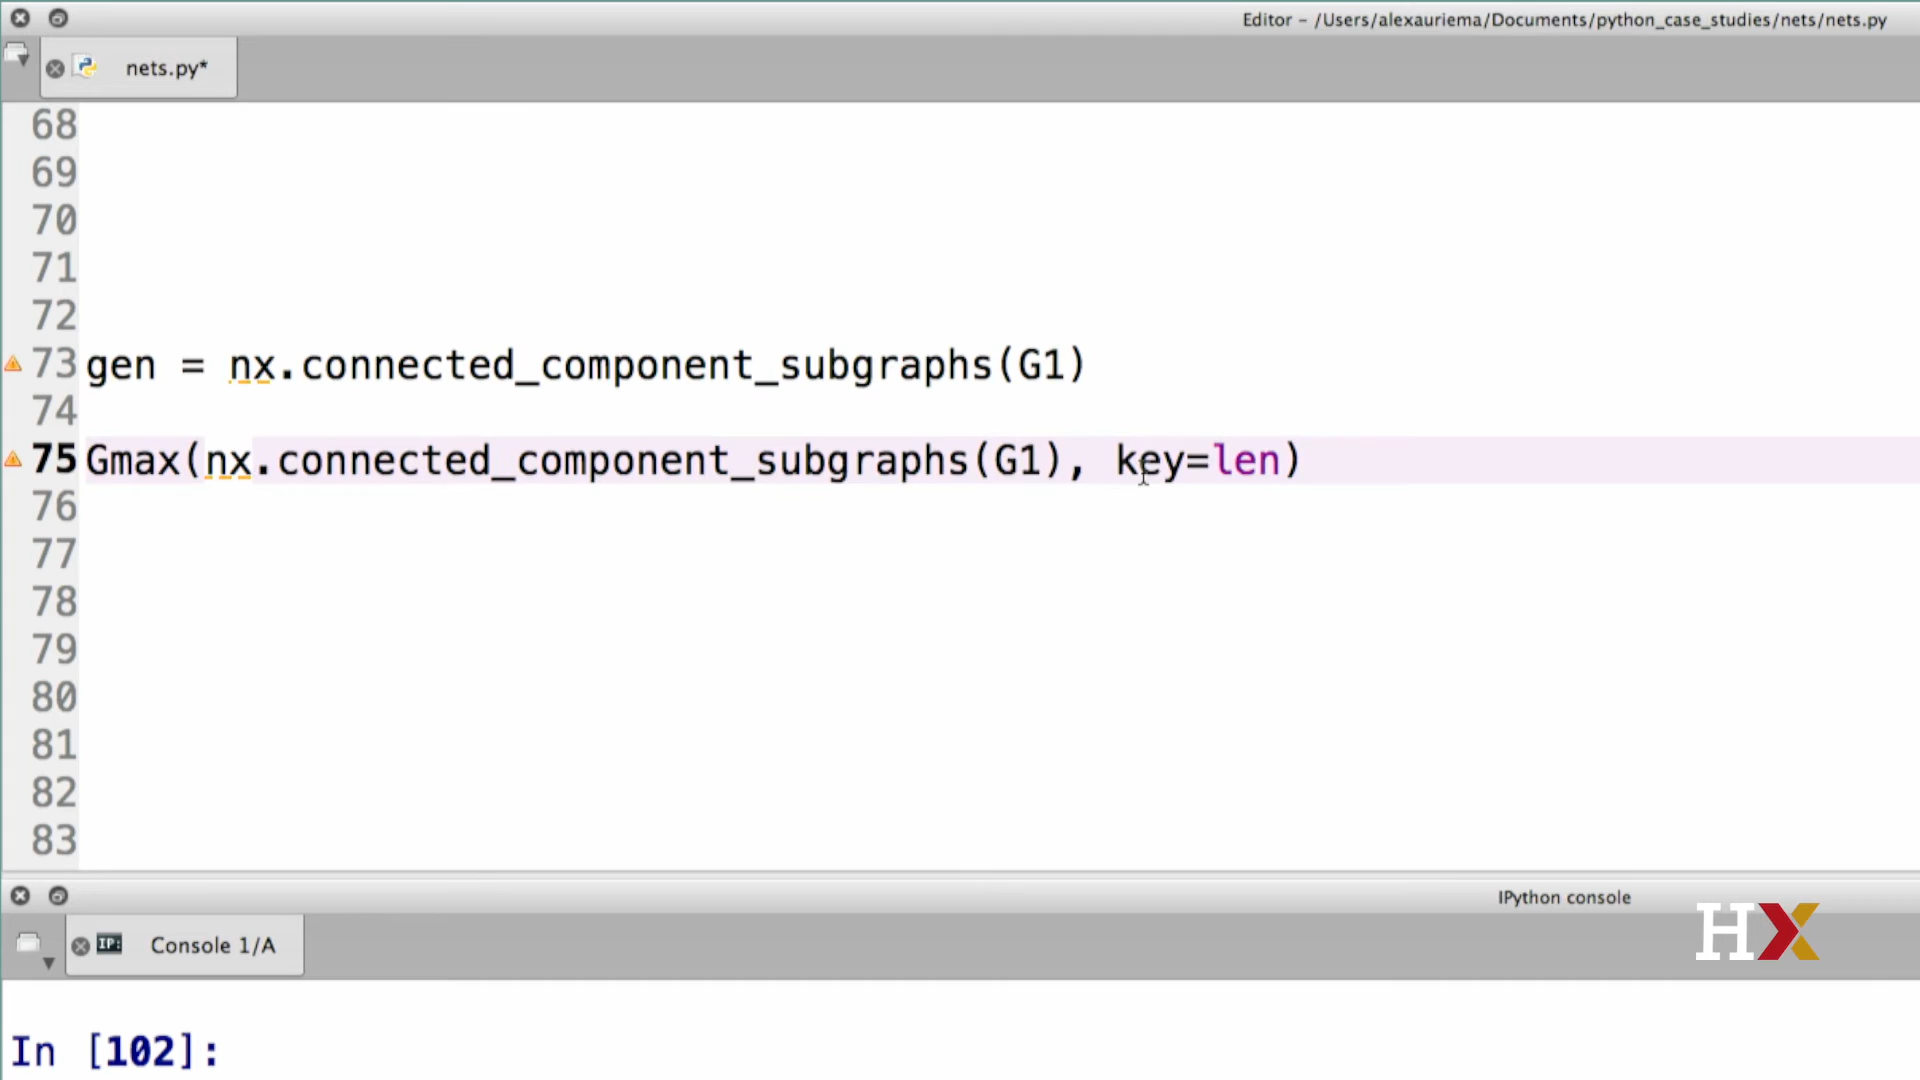 Editor – /Users/alexauriema/Documents/python_case_studies/nets/nets.py
nets.py*
68
69
70
71
72
73 gen = nx.connected_component_subgraphs(G1)
74
75 Gmax(nx.connected_component_subgraphs(G1), key=len)
76
77
78
79
80
81
82
83
IPython console
HX
IP: Console 1/A
In [102]: